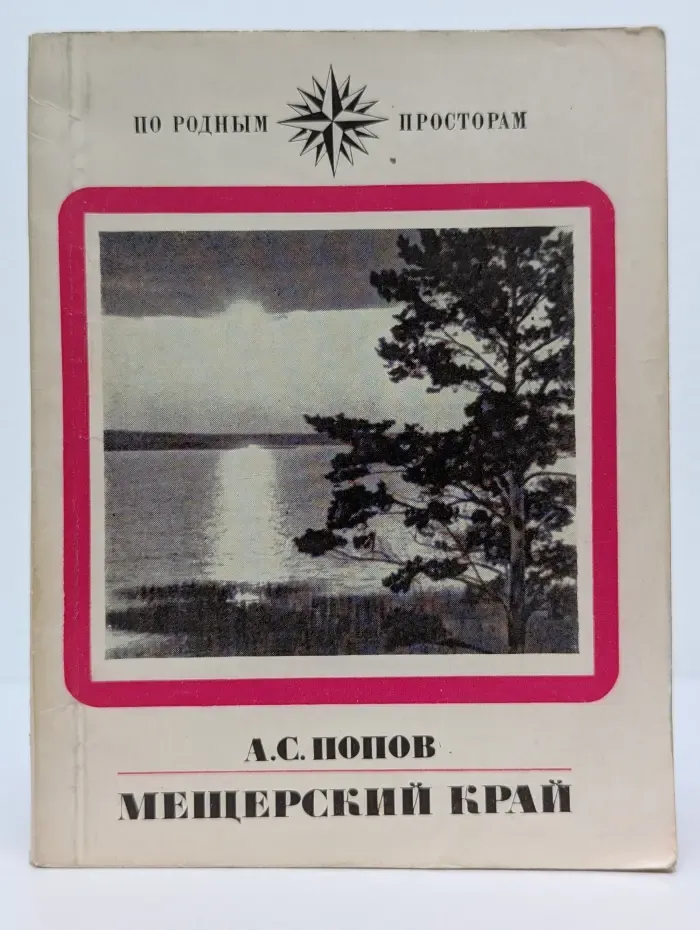 ПО РОДНЫМ ПРОСТОРАМ
А.С. ПОПОВ
МЕЩЕРСКИЙ КРАЙ